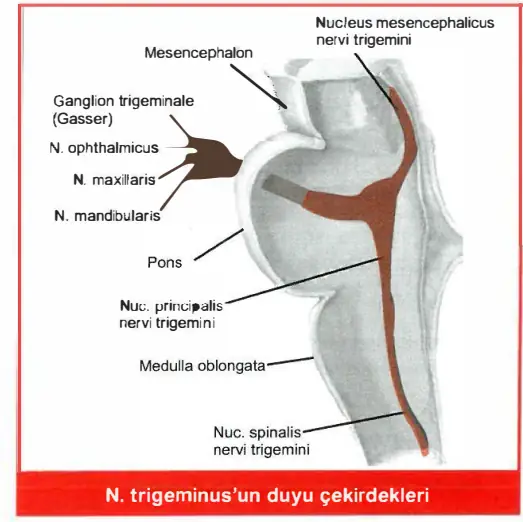 Nucleus mesencephalicus
nervi trigemini
Mesencephalon
Ganglion trigeminale
(Gasser)
N. ophthalmicus
N. maxillaris
N. mandibularis
Pons
Nuc. principalis
nervi trigemini
Medulla oblongata
Nuc. spinalis
nervi trigemini
N. trigeminus'un duyu çekirdekleri